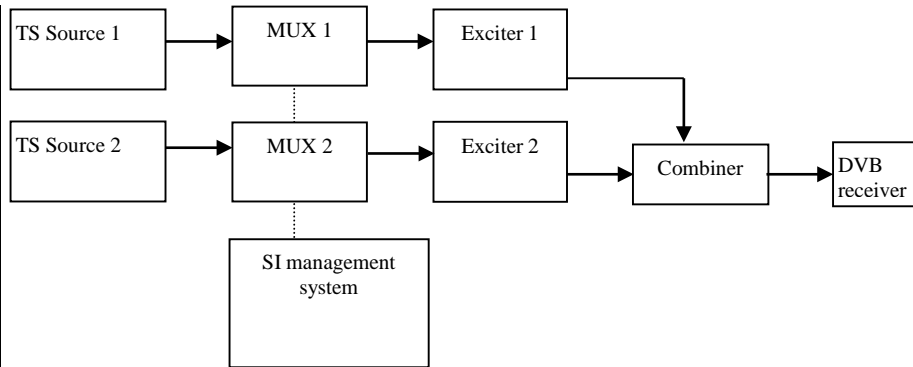 TS Source 1
MUX 1
Exciter 1
TS Source 2
MUX 2
Exciter 2
Combiner
DVB
receiver
SI management
system